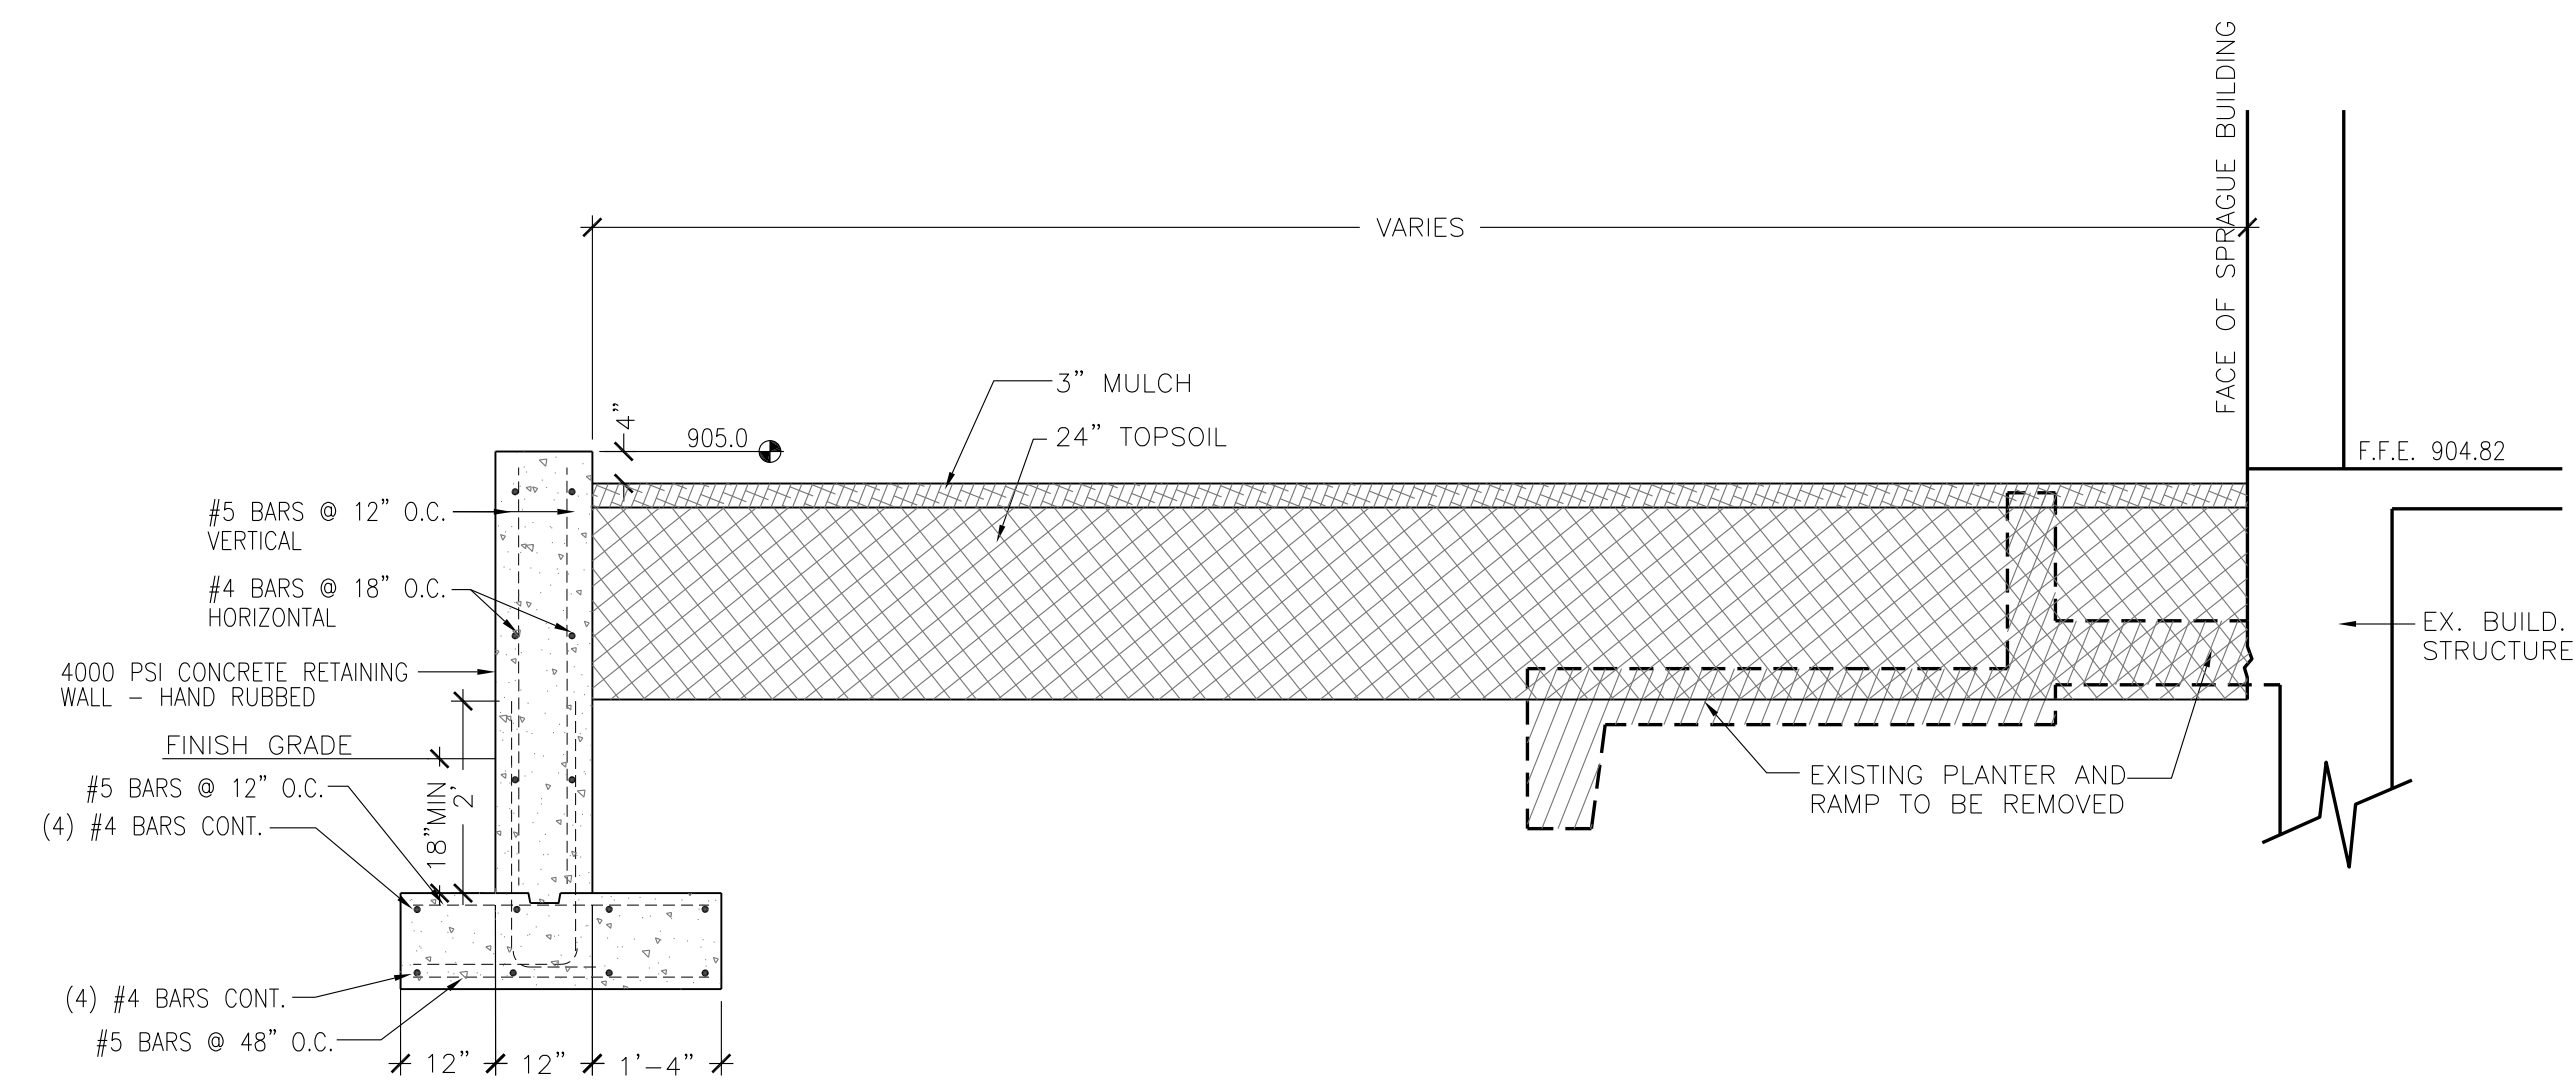 FACE OF SPRAGUE BUILDING
VARIES
3" MULCH
4"
24" TOPSOIL
905.0
F.F.E. 904.82
#5 BARS @ 12" O.C.
VERTICAL
#4 BARS @ 18" O.C.
HORIZONTAL
EX. BUILD.
STRUCTURE
4000 PSI CONCRETE RETAINING
WALL - HAND RUBBED
FINISH GRADE
#5 BARS @ 12" O.C.
(4) #4 BARS CONT.
18"MIN
2'
EXISTING PLANTER AND
RAMP TO BE REMOVED
(4) #4 BARS CONT.
#5 BARS @ 48" O.C.
12"
12"
1'-4"